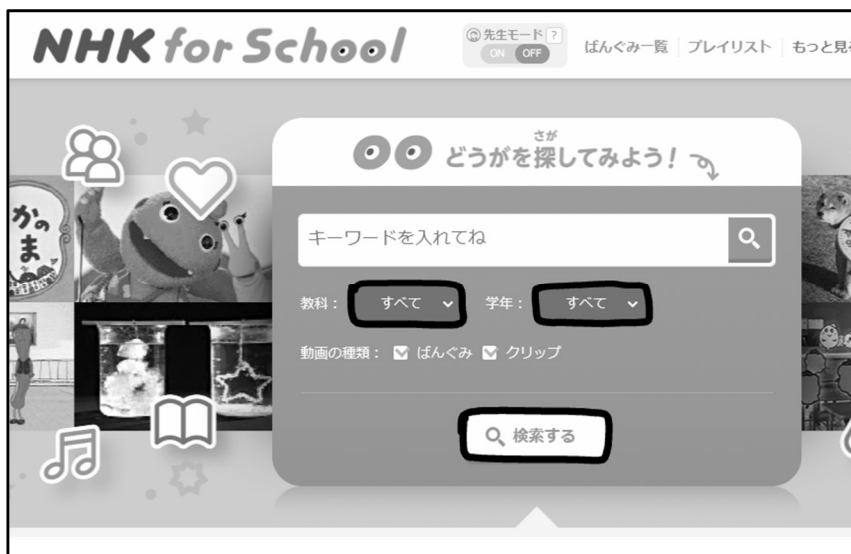 NHK for School
先生モード ?
ON OFF
ばんぐみ一覧
プレイリスト
もっと見
さが
どうがを探してみよう!
かの
ま
キーワードを入れてね
教科: すべて 学年: すべて
動画の種類: ばんぐみ クリップ
検索する